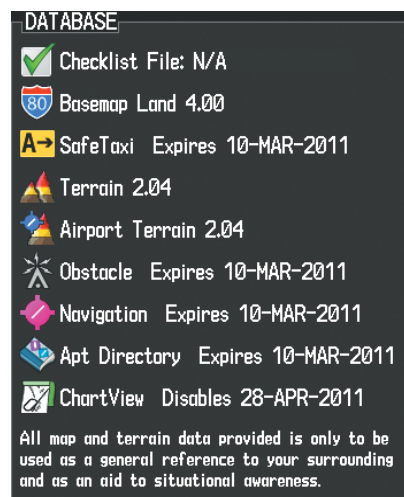 DATABASE
Checklist File: N/A
80 Basemap Land 4.00
A→ SafeTaxi Expires 10-MAR-2011
Terrain 2.04
Airport Terrain 2.04
Obstacle Expires 10-MAR-2011
Navigation Expires 10-MAR-2011
Apt Directory Expires 10-MAR-2011
ChartView Disables 28-APR-2011
All map and terrain data provided is only to be
used as a general reference to your surrounding
and as an aid to situational awareness.